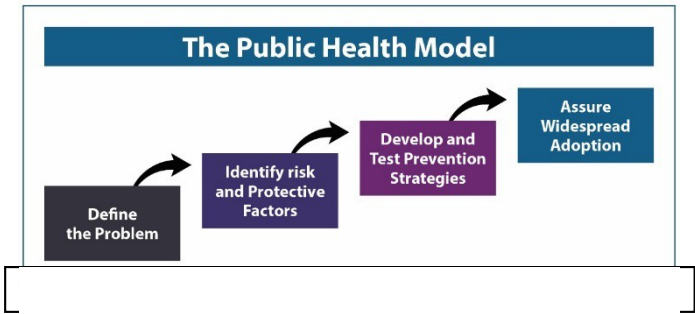 The Public Health Model
Define
the Problem
Identify risk
and Protective
Factors
Develop and
Test Prevention
Strategies
Assure
Widespread
Adoption